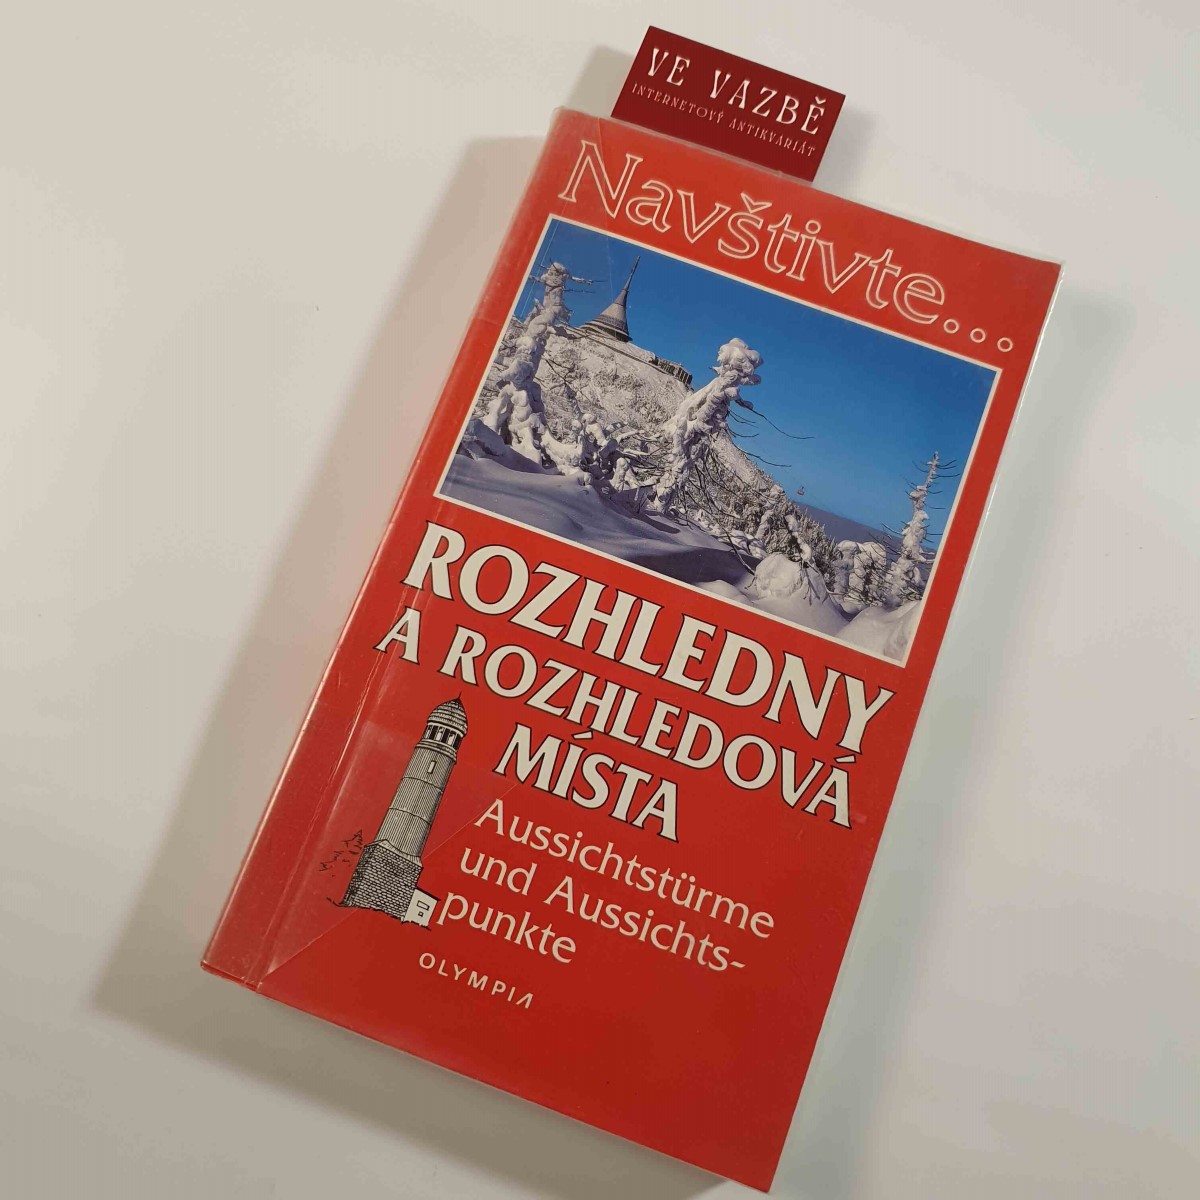 VE VAZBĚ
INTERNETOVÝ ANTIKVARIÁT
Navštivte...
ROZHLEDNY
A ROZHLEDOVÁ
MÍSTA
Aussichtstürme
und Aussichts-
punkte
OLYMPIA